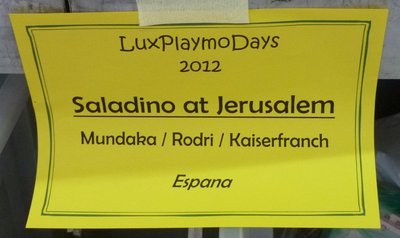 LuxPlaymoDays
2012
Saladino at Jerusalem
Mundaka / Rodri / Kaiserfranch
Espana